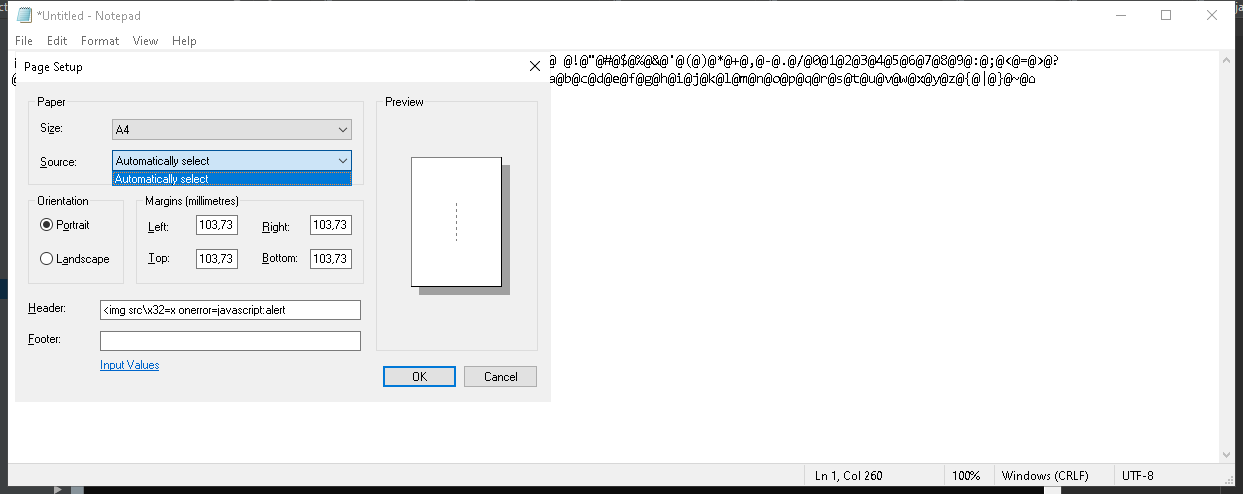 *Untitled - Notepad
File Edit Format View Help
@ @!@"@#@$@%@&@'@(@)@*@+@,@-@.@/@0@1@2@3@4@5@6@7@8@9@:@;@<@=@>@?
Page Setup
a@b@c@d@e@f@g@h@i@j@k@l@m@n@o@p@q@r@s@t@u@v@w@x@y@z@{@|@}@~@⌂
Paper
Preview
Size: A4
Source: Automatically select
Automatically select
Orientation
Margins (millimetres)
Portrait
Left: 103,73 Right: 103,73
Landscape
Top: 103,73 Bottom: 103,73
Header: <img src\x32=x onerror=javascript:alert
Footer:
Input Values
OK Cancel
Ln 1, Col 260 100% Windows (CRLF) UTF-8